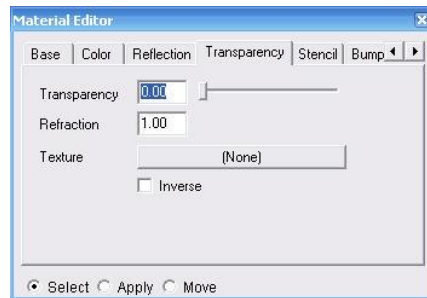 Material Editor
Base Color Reflection Transparency Stencil Bump
Transparency 0.00
Refraction 1.00
Texture (None)
Inverse
Select Apply Move